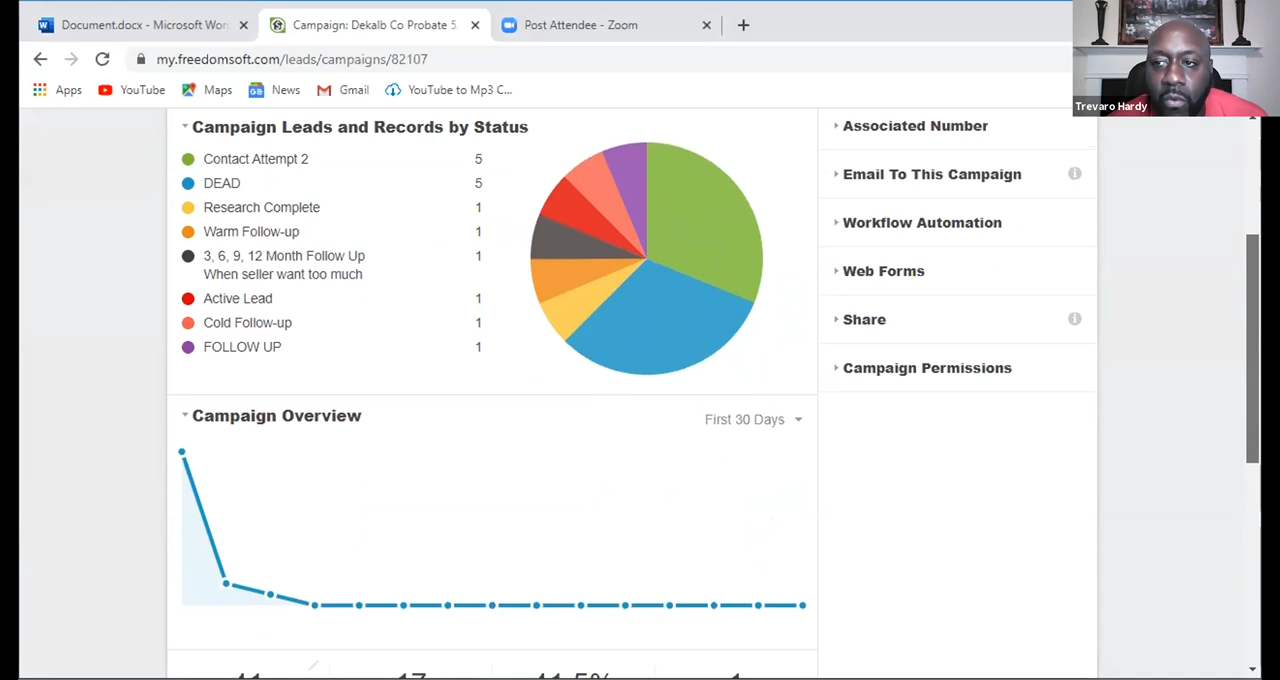 Document.docx - Microsoft Wor
Campaign: Dekalb Co Probate 5
Post Attendee - Zoom
my.freedomsoft.com/leads/campaigns/82107
Apps
YouTube
Maps
News
Gmail
YouTube to Mp3 C...
Trevaro Hardy
Campaign Leads and Records by Status
Contact Attempt 2 5
DEAD 5
Research Complete 1
Warm Follow-up 1
3, 6, 9, 12 Month Follow Up 1
When seller want too much
Active Lead 1
Cold Follow-up 1
FOLLOW UP 1
Associated Number
Email To This Campaign
Workflow Automation
Web Forms
Share
Campaign Permissions
Campaign Overview
First 30 Days